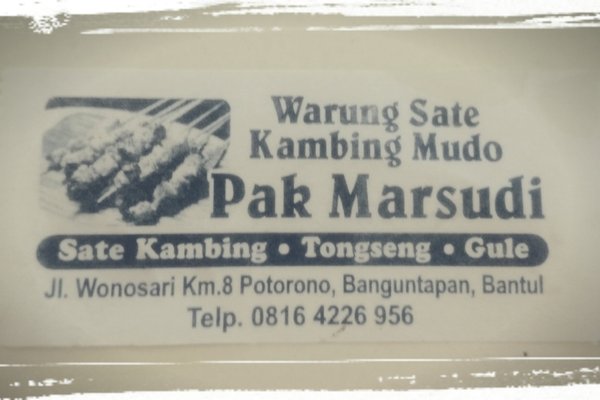 Warung Sate
Kambing Mudo
Pak Marsudi
Sate Kambing • Tongseng • Gule
Jl. Wonosari Km.8 Potorono, Banguntapan, Bantul
Telp. 0816 4226 956